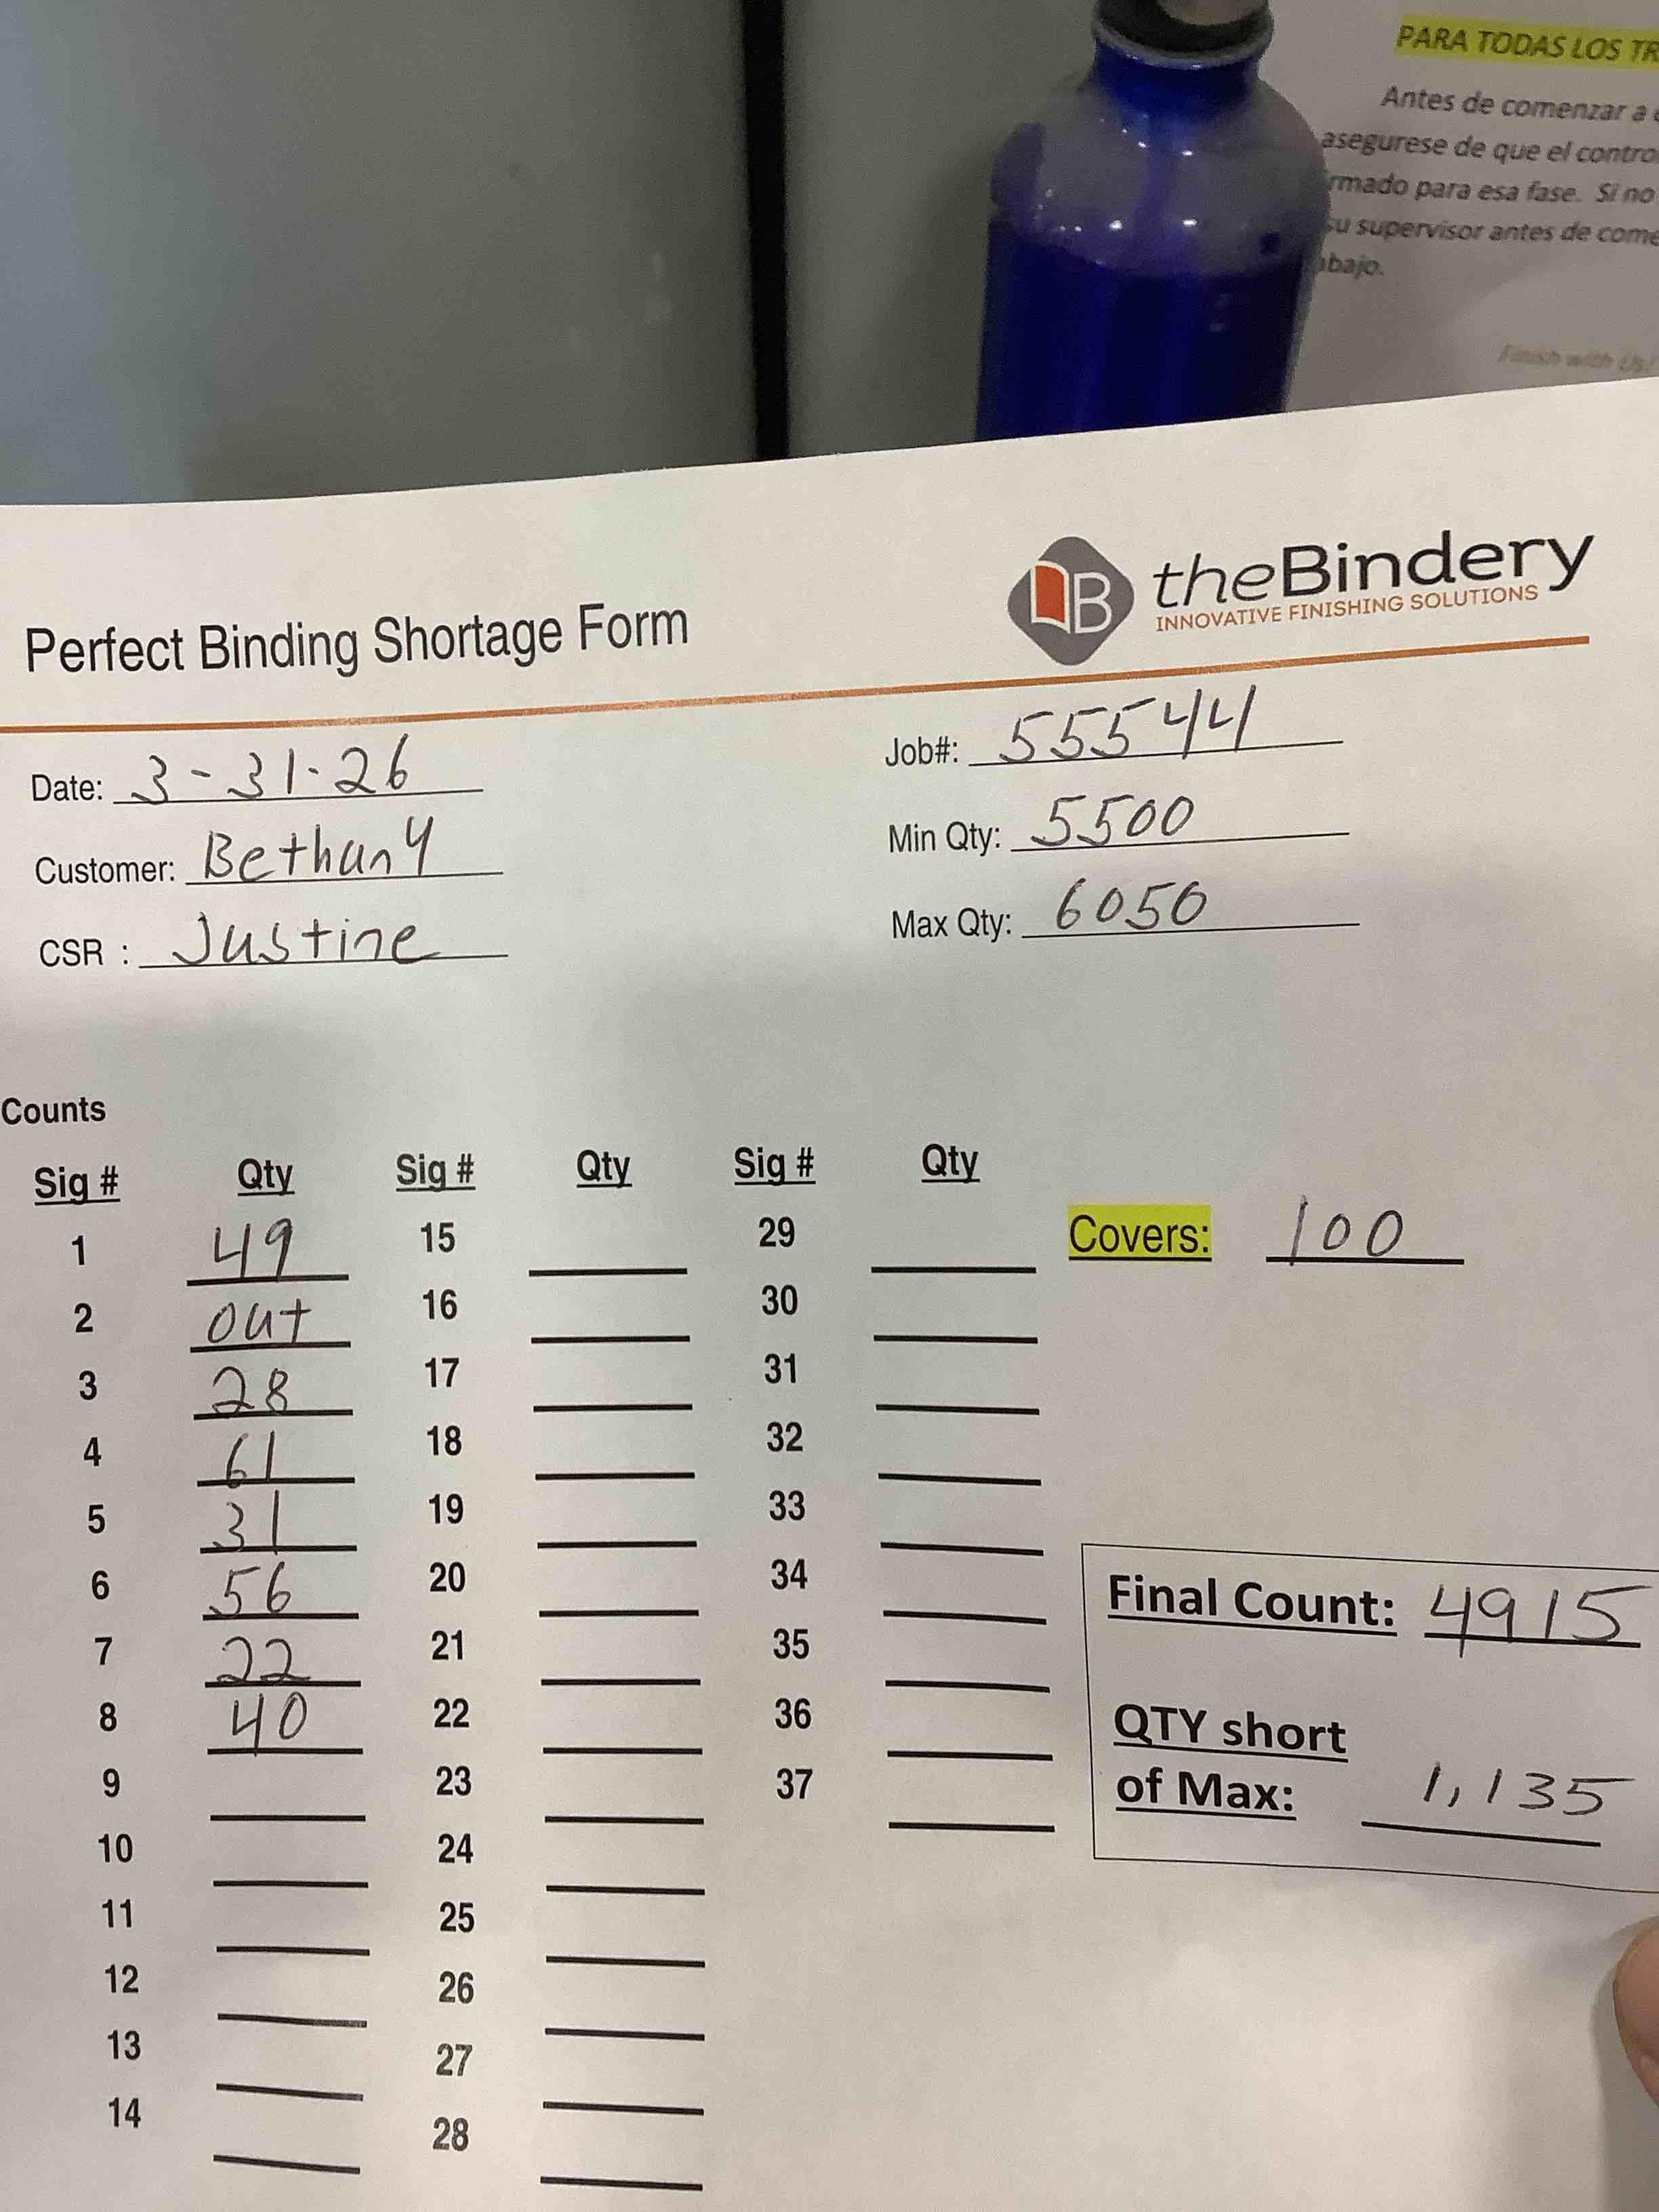 PARA TODAS LOS TR
Antes de comenzar a
asegurese de que el contro
rmado para esa fase. Si no
su supervisor antes de come
abajo.
Finish with Us!
B theBindery
INNOVATIVE FINISHING SOLUTIONS
Perfect Binding Shortage Form
Date: 3-31-26 Job#: 55544
Customer: Bethany Min Qty: 5500
CSR : Justine Max Qty: 6050
Counts
Sig # Qty Sig # Qty Sig # Qty
1 49 15 29 Covers: 100
2 out 16 30
3 28 17 31
4 61 18 32
5 31 19 33
6 56 20 34 Final Count: 4915
7 22 21 35
8 40 22 36 QTY short
9 23 37 of Max: 1,135
10 24
11 25
12 26
13 27
14 28